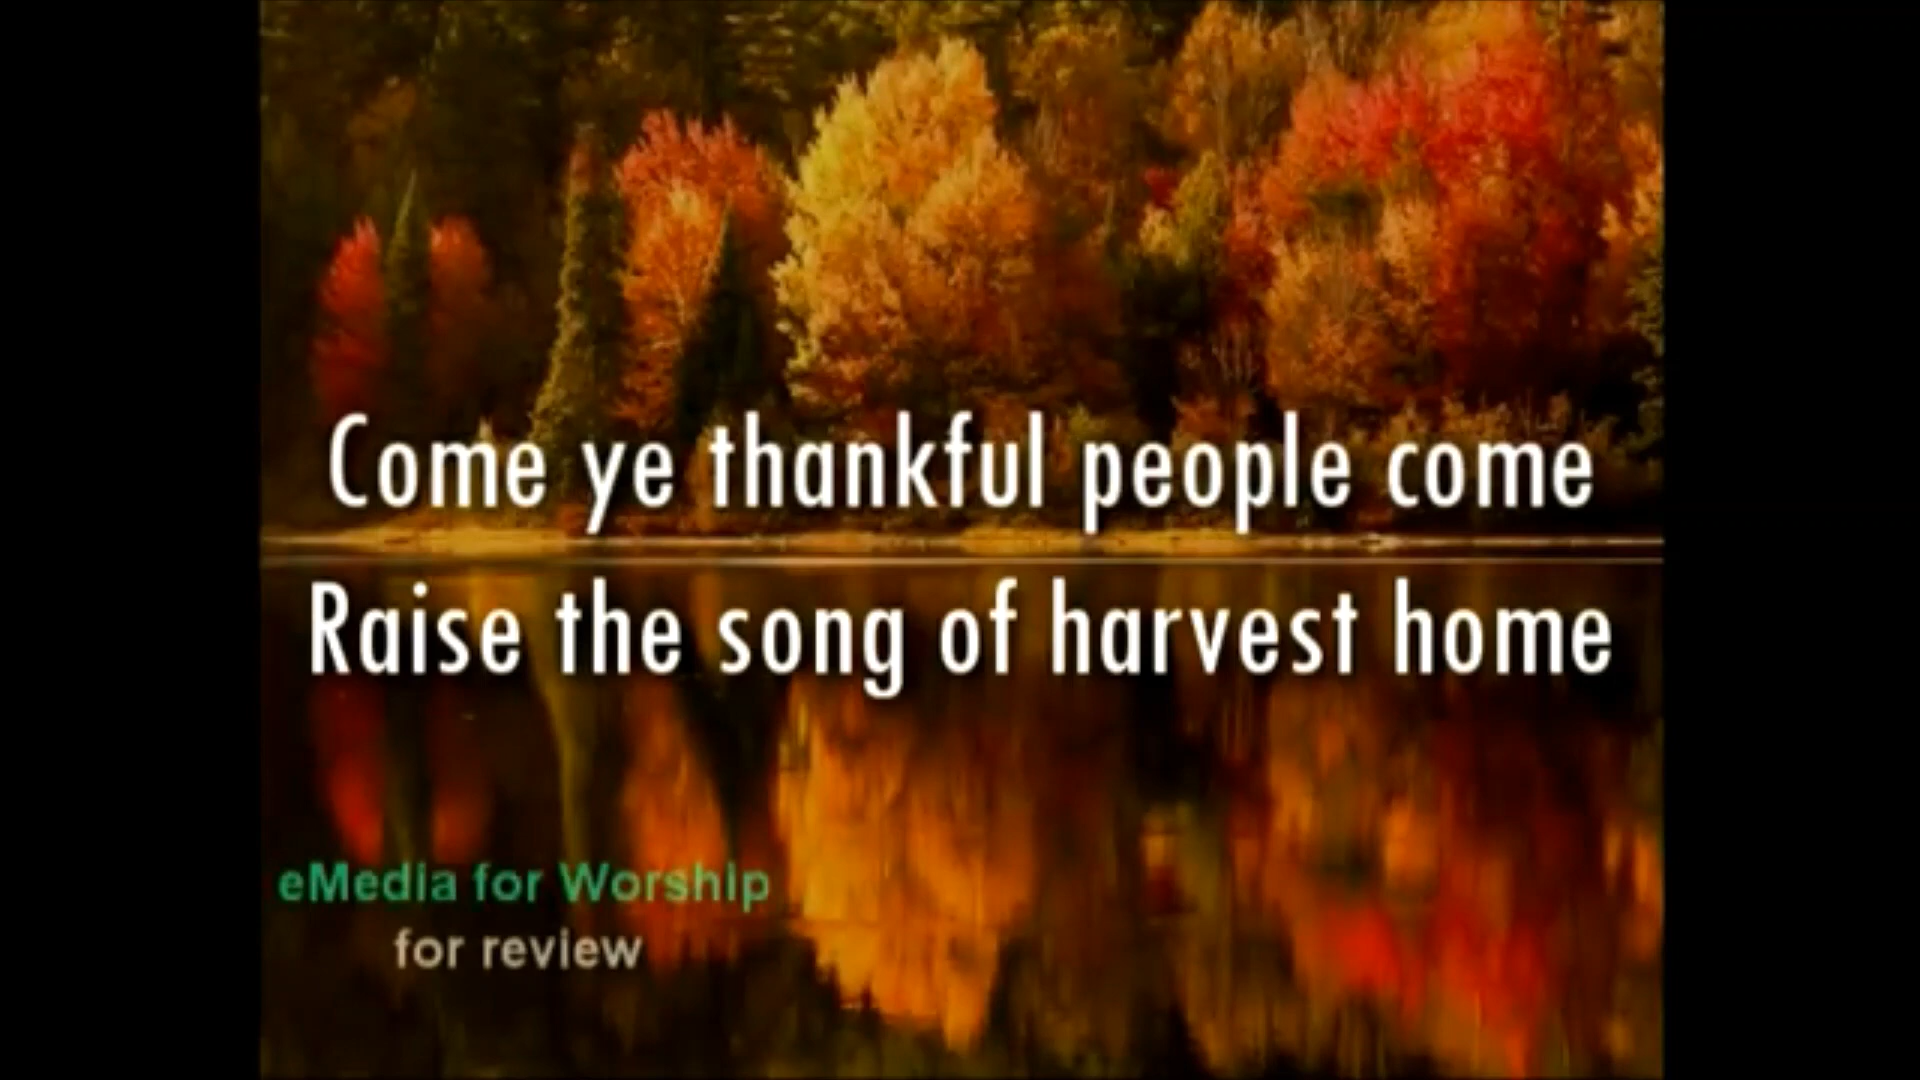 Come ye thankful people come
Raise the song of harvest home
eMedia for Worship
for review